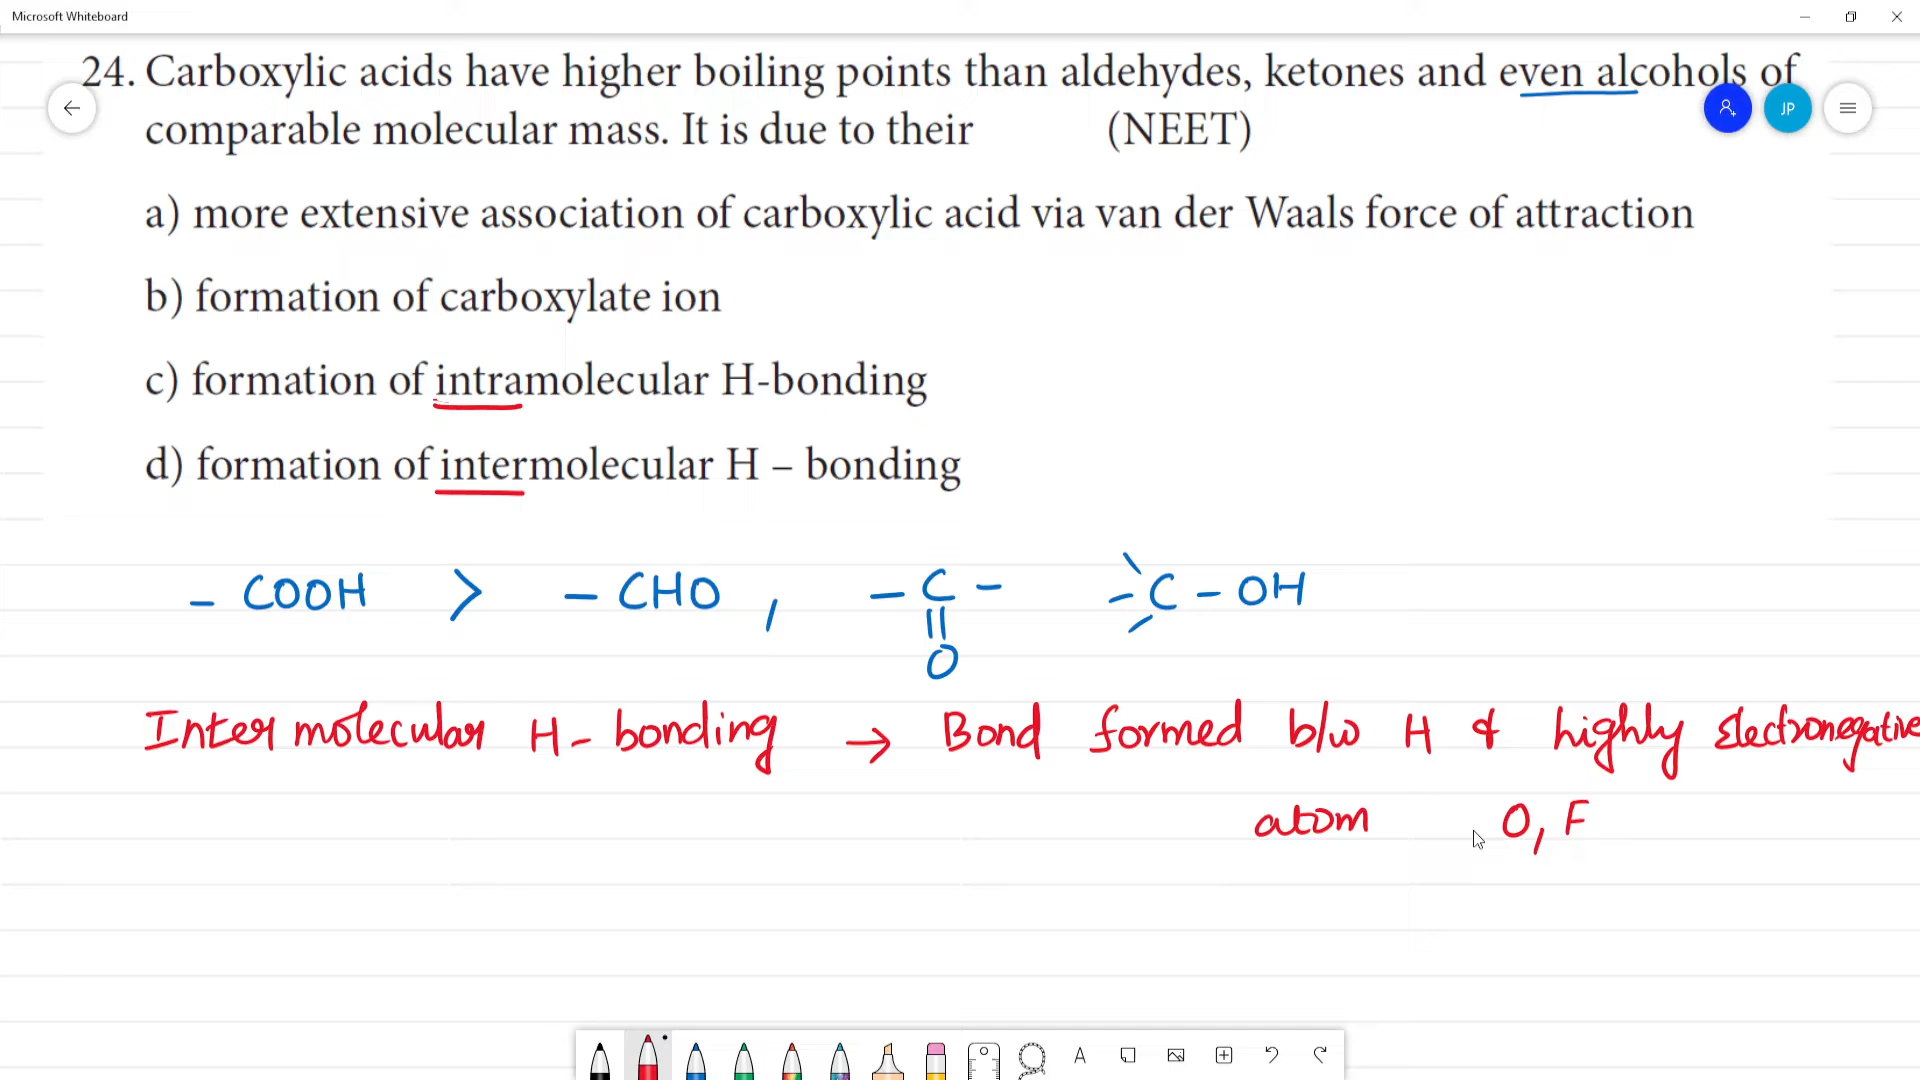 Microsoft Whiteboard
24. Carboxylic acids have higher boiling points than aldehydes, ketones and even alcohols of
comparable molecular mass. It is due to their (NEET)
JP
a) more extensive association of carboxylic acid via van der Waals force of attraction
b) formation of carboxylate ion
c) formation of intramolecular H-bonding
d) formation of intermolecular H – bonding
- COOH > - CHO , - C - - C - OH
||
O
Inter molecular H - bonding → Bond formed b/w H & highly Electronegative
atom O, F
A